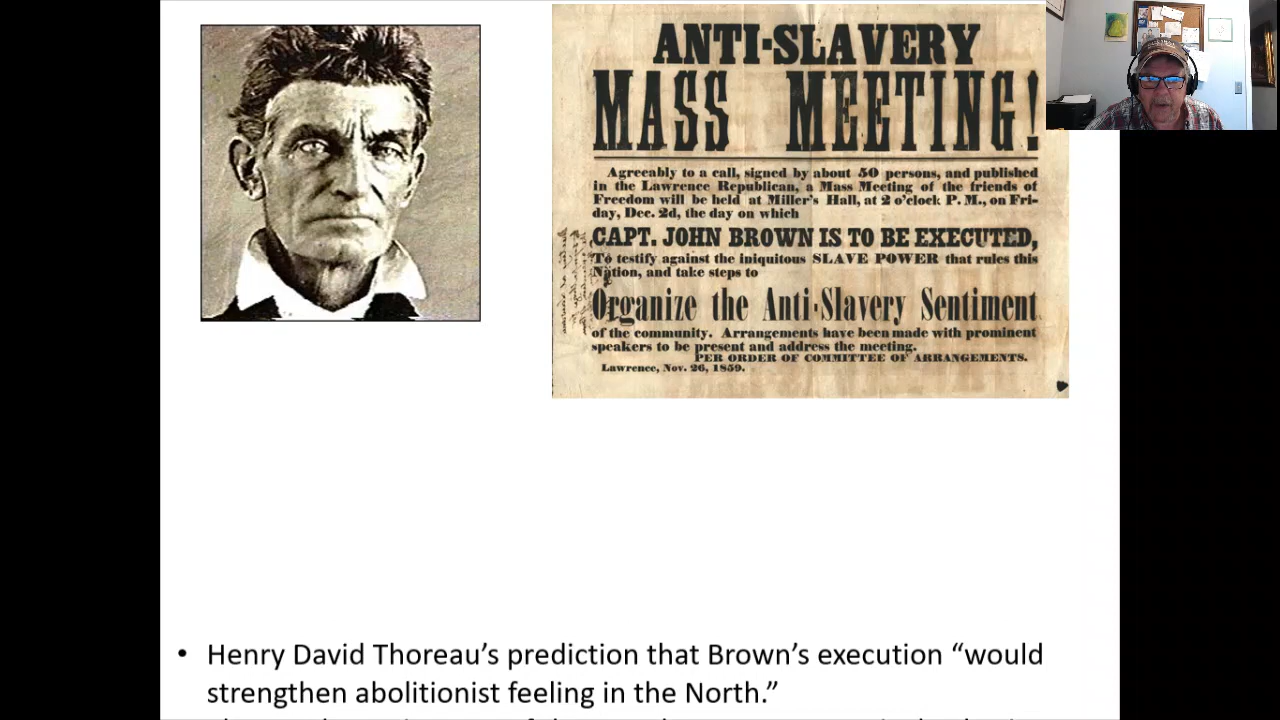 ANTI-SLAVERY
MASS MEETING!
Agreeably to a call, signed by about 50 persons, and published
in the Lawrence Republican, a Mass Meeting of the friends of
Freedom will be held at Miller's Hall, at 2 o'clock P. M., on Fri-
day, Dec. 2d, the day on which
CAPT. JOHN BROWN IS TO BE EXECUTED,
To testify against the iniquitous SLAVE POWER that rules this
Nation, and take steps to
Organize the Anti-Slavery Sentiment
of the community. Arrangements have been made with prominent
speakers to be present and address the meeting.
PER ORDER OF COMMITTEE OF ARRANGEMENTS.
Lawrence, Nov. 26, 1859.
• Henry David Thoreau’s prediction that Brown’s execution “would
strengthen abolitionist feeling in the North.”